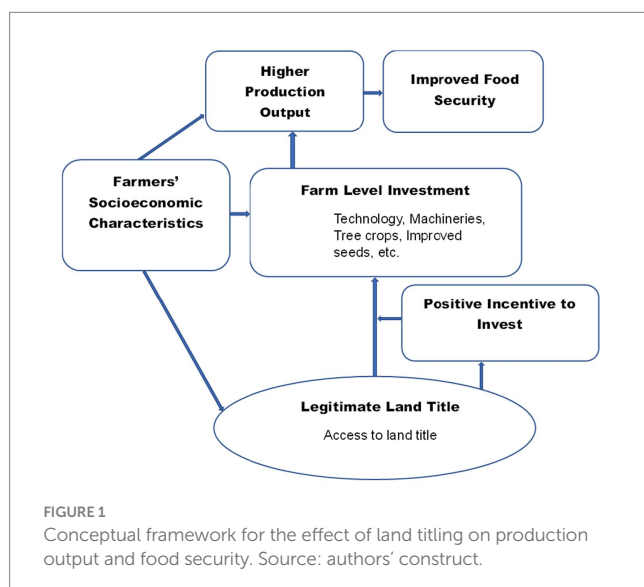 Higher
Production
Output
Improved Food
Security
Farmers'
Socioeconomic
Characteristics
Farm Level Investment
Technology, Machineries,
Tree crops, Improved
seeds, etc.
Positive Incentive to
Invest
Legitimate Land Title
Access to land title
FIGURE 1
Conceptual framework for the effect of land titling on production
output and food security. Source: authors' construct.